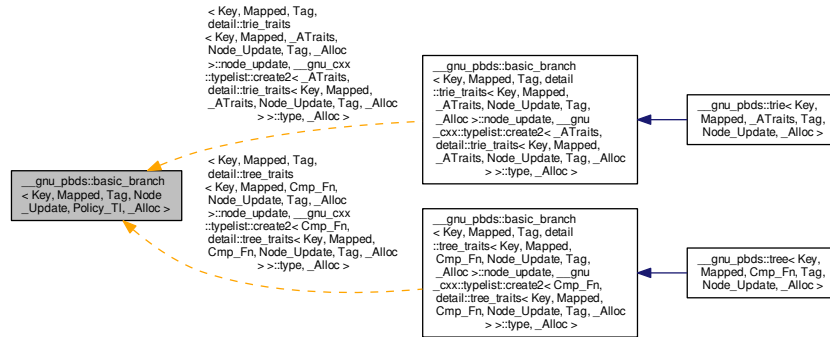 < Key, Mapped, Tag,
detail::trie_traits
< Key, Mapped, _ATraits,
Node_Update, Tag, _Alloc
>::node_update, __gnu_cxx
::typelist::create2< _ATraits,
detail::trie_traits< Key, Mapped,
_ATraits, Node_Update, Tag, _Alloc
> >::type, _Alloc >
__gnu_pbds::basic_branch
< Key, Mapped, Tag, detail
::trie_traits< Key, Mapped,
_ATraits, Node_Update, Tag,
_Alloc >::node_update, __gnu
_cxx::typelist::create2< _ATraits,
detail::trie_traits< Key, Mapped,
_ATraits, Node_Update, Tag, _Alloc
> >::type, _Alloc >
__gnu_pbds::trie< Key,
Mapped, _ATraits, Tag,
Node_Update, _Alloc >
__gnu_pbds::basic_branch
< Key, Mapped, Tag, Node
_Update, Policy_Tl, _Alloc >
< Key, Mapped, Tag,
detail::tree_traits
< Key, Mapped, Cmp_Fn,
Node_Update, Tag, _Alloc
>::node_update, __gnu_cxx
::typelist::create2< Cmp_Fn,
detail::tree_traits< Key, Mapped,
Cmp_Fn, Node_Update, Tag, _Alloc
> >::type, _Alloc >
__gnu_pbds::basic_branch
< Key, Mapped, Tag, detail
::tree_traits< Key, Mapped,
Cmp_Fn, Node_Update, Tag,
_Alloc >::node_update, __gnu
_cxx::typelist::create2< Cmp_Fn,
detail::tree_traits< Key, Mapped,
Cmp_Fn, Node_Update, Tag, _Alloc
> >::type, _Alloc >
__gnu_pbds::tree< Key,
Mapped, Cmp_Fn, Tag,
Node_Update, _Alloc >